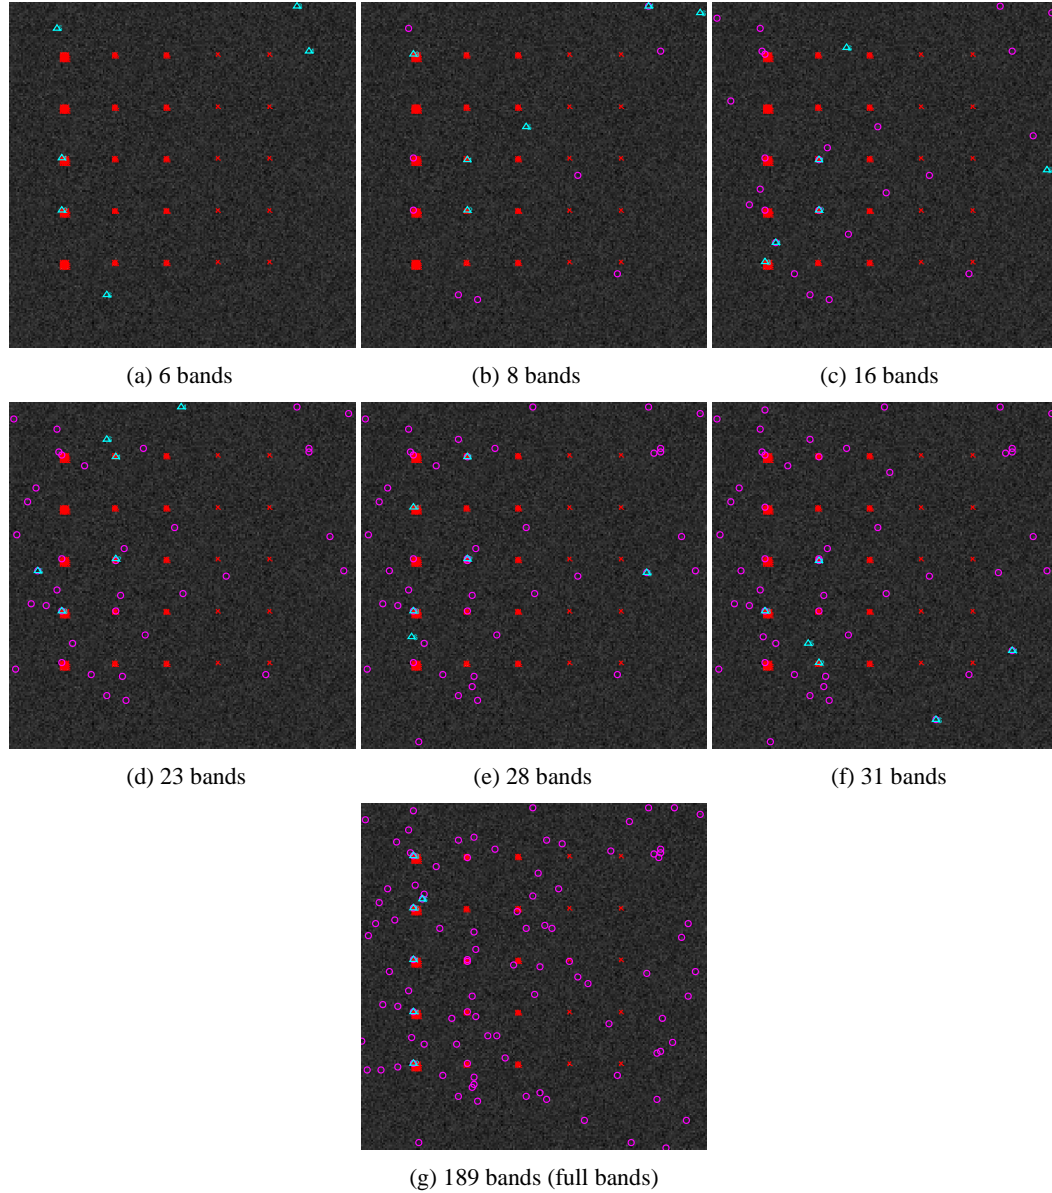 (a) 6 bands
(b) 8 bands
(c) 16 bands
(d) 23 bands
(e) 28 bands
(f) 31 bands
(g) 189 bands (full bands)